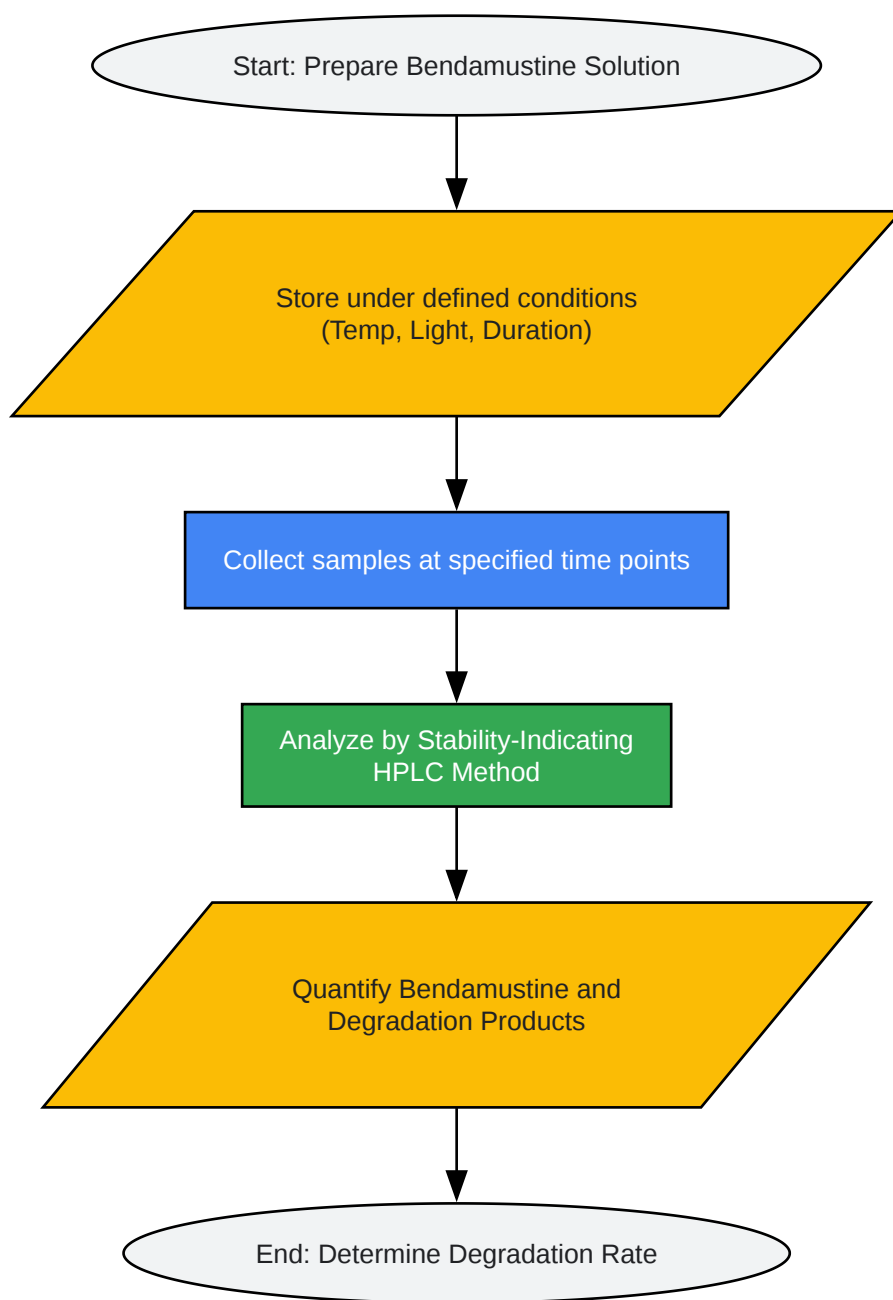 Start: Prepare Bendamustine Solution
Store under defined conditions
(Temp, Light, Duration)
Collect samples at specified time points
Analyze by Stability-Indicating
HPLC Method
Quantify Bendamustine and
Degradation Products
End: Determine Degradation Rate